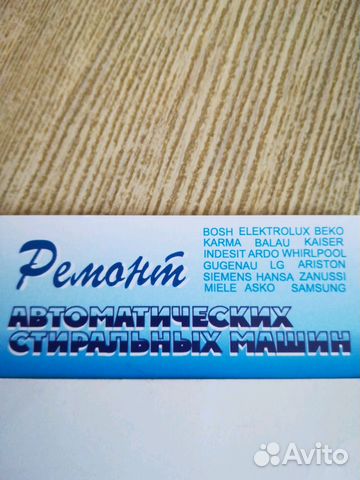 Ремонт
BOSH ELEKTROLUX BEKO
KARMA BALAU KAISER
INDESIT ARDO WHIRLPOOL
GUGENAU LG ARISTON
SIEMENS HANSA ZANUSSI
MIELE ASKO SAMSUNG
АВТОМАТИЧЕСКИХ
СТИРАЛЬНЫХ МАШИН
Avito